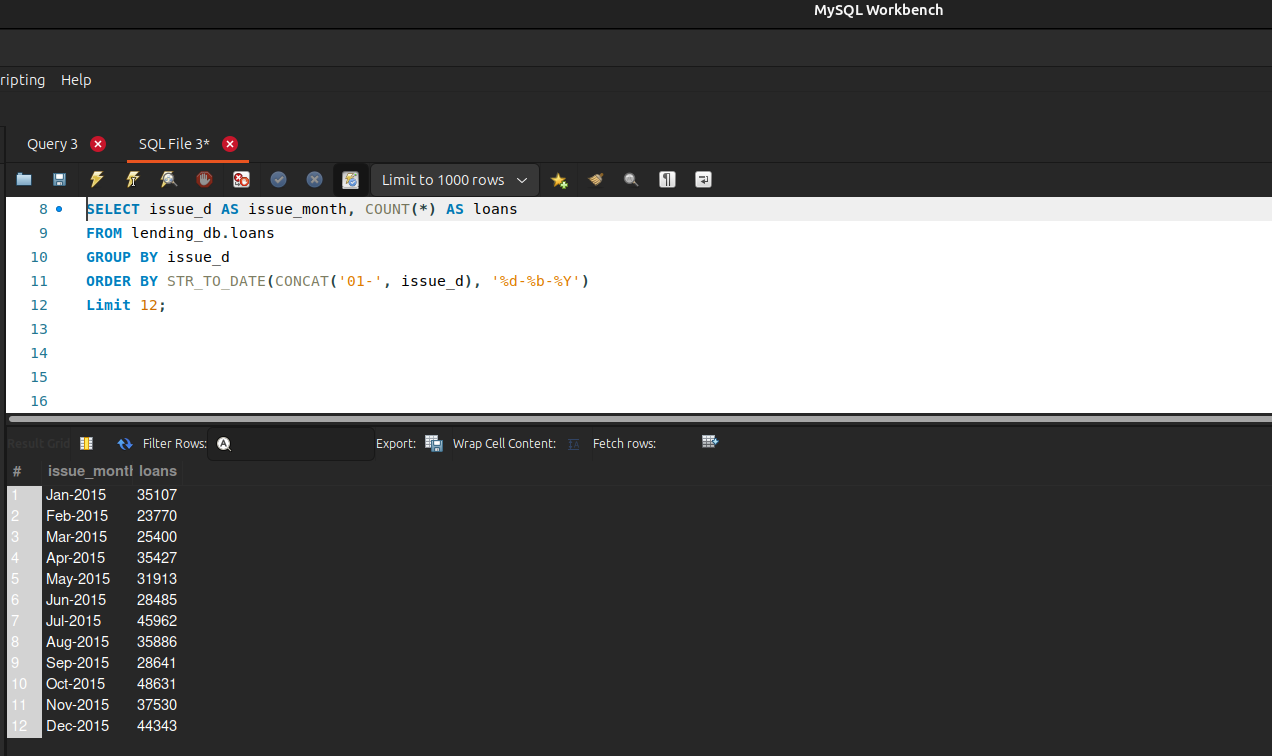 MySQL Workbench
ripting Help
Query 3 SQL File 3*
Limit to 1000 rows
8 SELECT issue_d AS issue_month, COUNT(*) AS loans
9 FROM lending_db.loans
10 GROUP BY issue_d
11 ORDER BY STR_TO_DATE(CONCAT('01-', issue_d), '%d-%b-%Y')
12 Limit 12;
13
14
15
16
Result Grid Filter Rows: Export: Wrap Cell Content: Fetch rows:
# issue_month loans
1 Jan-2015 35107
2 Feb-2015 23770
3 Mar-2015 25400
4 Apr-2015 35427
5 May-2015 31913
6 Jun-2015 28485
7 Jul-2015 45962
8 Aug-2015 35886
9 Sep-2015 28641
10 Oct-2015 48631
11 Nov-2015 37530
12 Dec-2015 44343